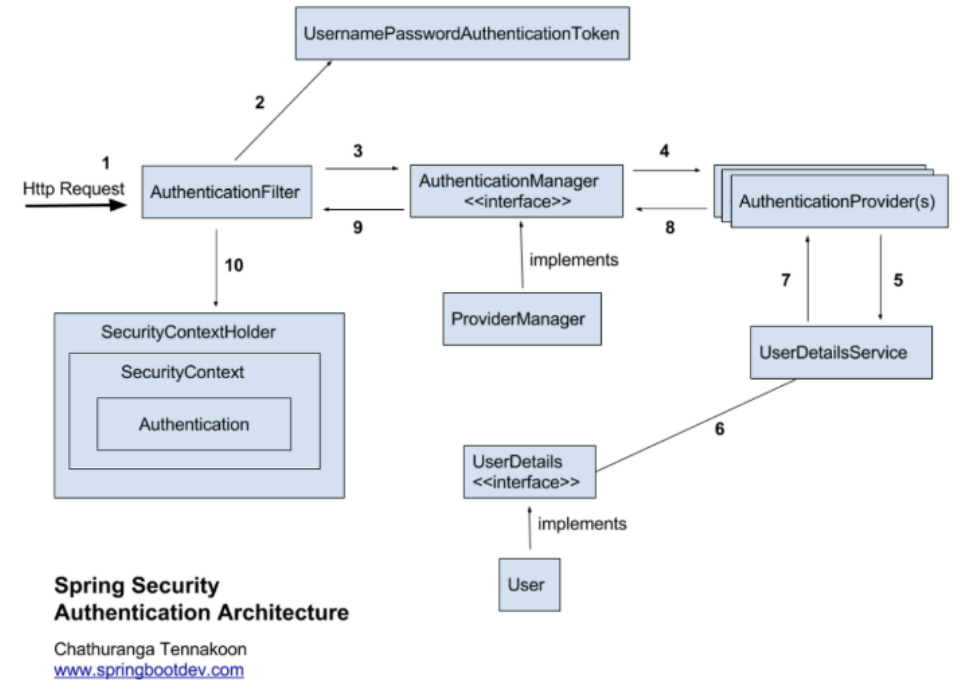 UsernamePasswordAuthenticationToken
2
1
Http Request
AuthenticationFilter
3
9
AuthenticationManager
<<interface>>
4
8
AuthenticationProvider(s)
10
implements
7
5
ProviderManager
SecurityContextHolder
SecurityContext
Authentication
UserDetailsService
6
UserDetails
<<interface>>
implements
User
Spring Security
Authentication Architecture
Chathuranga Tennakoon
www.springbootdev.com